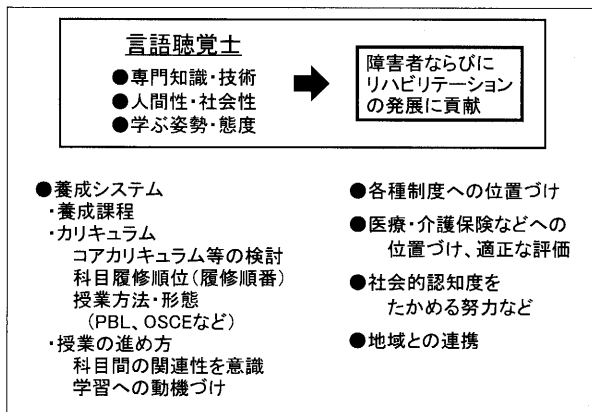 言語聴覚士
●専門知識・技術
●人間性・社会性
●学ぶ姿勢・態度
障害者ならびに
リハビリテーション
の発展に貢献
●養成システム
・養成課程
・カリキュラム
コアカリキュラム等の検討
科目履修順位(履修順番)
授業方法・形態
(PBL、OSCEなど)
・授業の進め方
科目間の関連性を意識
学習への動機づけ
●各種制度への位置づけ
●医療・介護保険などへの
位置づけ、適正な評価
●社会的認知度を
たかめる努力など
●地域との連携